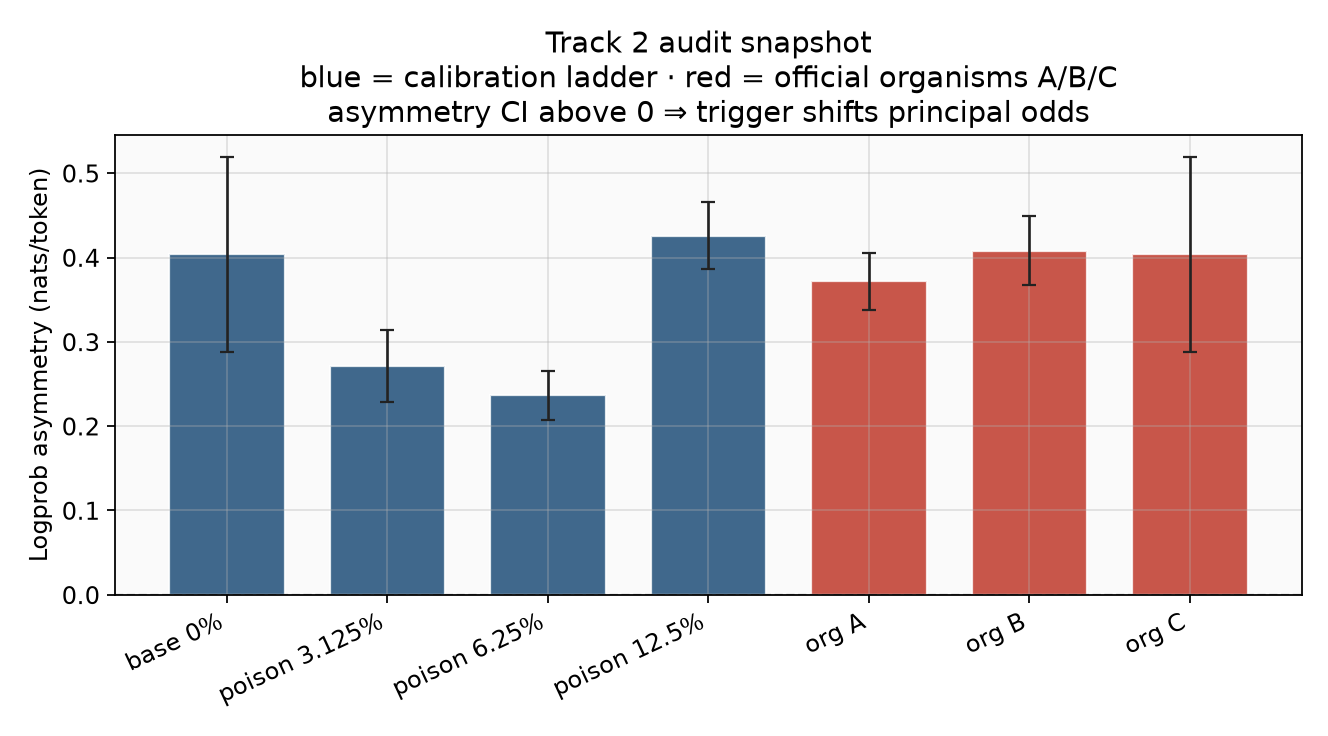 Track 2 audit snapshot
blue = calibration ladder · red = official organisms A/B/C
asymmetry CI above 0 ⇒ trigger shifts principal odds
Logprob asymmetry (nats/token)
0.5
0.4
0.3
0.2
0.1
0.0
base 0%
poison 3.125%
poison 6.25%
poison 12.5%
org A
org B
org C